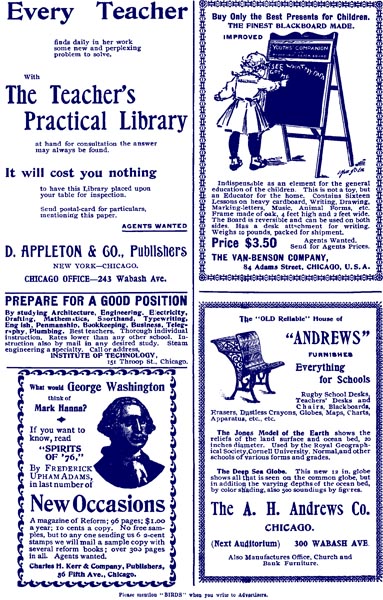 Every Teacher
finds daily in her work
some new and perplexing
problem to solve.
With
The Teacher's
Practical Library
at hand for consultation the answer
may always be found.
It will cost you nothing
to have this Library placed upon
your table for inspection.
Send postal-card for particulars,
mentioning this paper.
AGENTS WANTED
D. APPLETON & CO., Publishers
NEW YORK—CHICAGO.
CHICAGO OFFICE—243 Wabash Ave.
PREPARE FOR A GOOD POSITION
By studying Architecture, Engineering, Electricity,
Drafting, Mathematics, Shorthand, Typewriting,
English, Penmanship, Bookkeeping, Business, Teleg-
raphy, Plumbing. Best teachers. Thorough individual
instruction. Rates lower than any other school. In-
struction also by mail in any desired study. Steam
engineering a specialty. Call or address,
INSTITUTE OF TECHNOLOGY,
151 Throop St., Chicago.
What would George Washington
think of
Mark Hanna?
If you want to
know, read
"SPIRITS
OF '76,"
By FREDERICK
UPHAM ADAMS,
in last number of
New Occasions
A magazine of Reform; 96 pages; $1.00
a year; 10 cents a copy. No free sam-
ples, but to any one sending us 6 2-cent
stamps we will mail a sample copy with
several reform books; over 300 pages
in all. Agents wanted.
Charles H. Kerr & Company, Publishers,
56 Fifth Ave., Chicago.
Buy Only the Best Presents for Children.
THE FINEST BLACKBOARD MADE.
IMPROVED
YOUTH'S COMPANION
SEE WHAT MY PAPA
GOT ME
Indispensable as an element for the general
education of the children. This is not a toy, but
an Educator for the home. Contains Sixteen
Lessons on heavy cardboard, Writing, Drawing,
Marking-letters, Music, Animal Forms, etc.
Frame made of oak, 4 feet high and 2 feet wide.
The Board is reversible and can be used on both
sides. Has a desk attachment for writing.
Weighs 10 pounds, packed for shipment.
Price $3.50
Agents Wanted.
Send for Agents Prices.
THE VAN-BENSON COMPANY,
84 Adams Street, CHICAGO, U. S. A.
The "OLD Reliable" House of
"ANDREWS"
FURNISHES
Everything
for Schools
Rugby School Desks,
Teachers' Desks and
Chairs, Blackboards,
Erasers, Dustless Crayons, Globes, Maps, Charts,
Apparatus, etc., etc.
The Jones Model of the Earth shows the
reliefs of the land surface and ocean bed, 20
inches diameter. Used by the Royal Geograph-
ical Society, Cornell University, Normal, and other
schools of various forms and grades.
The Deep Sea Globe. This new 12 in. globe
shows all that is seen on the common globe, but
in addition the varying depths of the ocean bed,
by color shading, also 500 soundings by figures.
The A. H. Andrews Co.
CHICAGO.
(Next Auditorium) 300 WABASH AVE.
Also Manufacture Office, Church and
Bank Furniture.
Please mention "BIRDS" when you write to Advertisers.